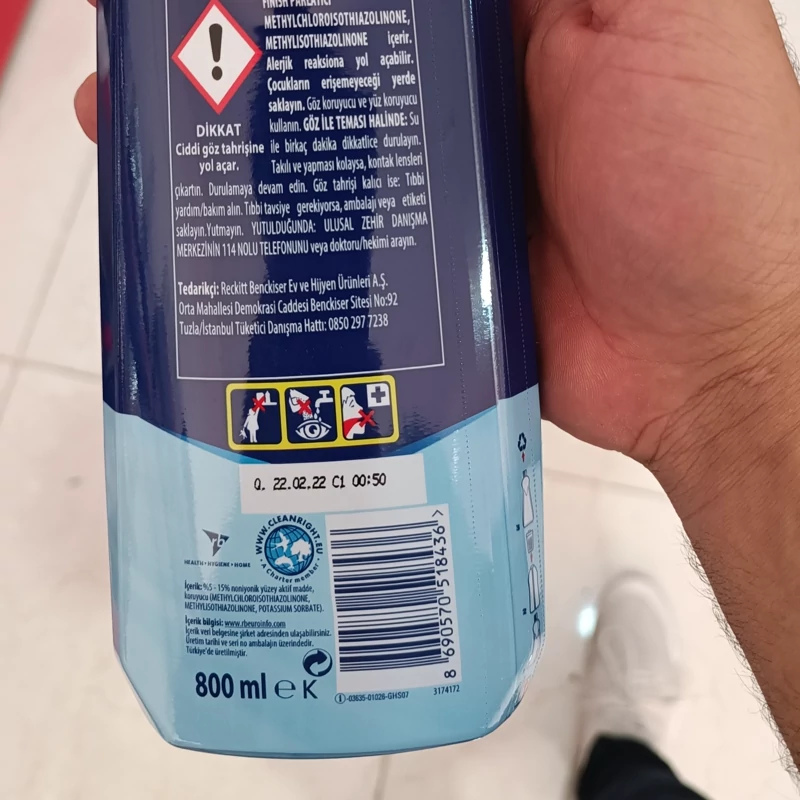 FINISH PARLATICI
METHYLCHLOROISOTHIAZOLINONE,
METHYLISOTHIAZOLINONE içerir.
Alerjik reaksiona yol açabilir.
Çocukların erişemeyeceği yerde
saklayın. Göz koruyucu ve yüz koruyucu
kullanın. GÖZ İLE TEMASI HALİNDE: Su
ile birkaç dakika dikkatlice durulayın.
Takılı ve yapması kolaysa, kontak lensleri
DİKKAT
Ciddi göz tahrişine
yol açar.
çıkartın. Durulamaya devam edin. Göz tahrişi kalıcı ise: Tıbbi
yardım/bakım alın. Tıbbi tavsiye gerekiyorsa, ambalajı veya etiketi
saklayın.Yutmayın. YUTULDUĞUNDA: ULUSAL ZEHİR DANIŞMA
MERKEZİNİN 114 NOLU TELEFONUNU veya doktoru/hekimi arayın.
Tedarikçi: Reckitt Benckiser Ev ve Hijyen Ürünleri A.Ş.
Orta Mahallesi Demokrasi Caddesi Benckiser Sitesi No:92
Tuzla/İstanbul Tüketici Danışma Hattı: 0850 297 7238
Q. 22.02.22 C1 00:50
rb
HEALTH • HYGIENE • HOME
WWW.CLEANRIGHT.EU
A Charter member
İçerik: %5 - 15% noniyonik yüzey aktif madde,
koruyucu (METHYLCHLOROISOTHIAZOLINONE,
METHYLISOTHIAZOLINONE, POTASSIUM SORBATE).
İçerik bilgisi: www.rbeuroinfo.com
İçerik veri belgesine şirket adresinden ulaşabilirsiniz.
Üretim tarihi ve seri no ambalajın üzerindedir.
Türkiye'de üretilmiştir.
800 ml e K
8 690570 518436 >
-03635-01026-GHS07
3174172